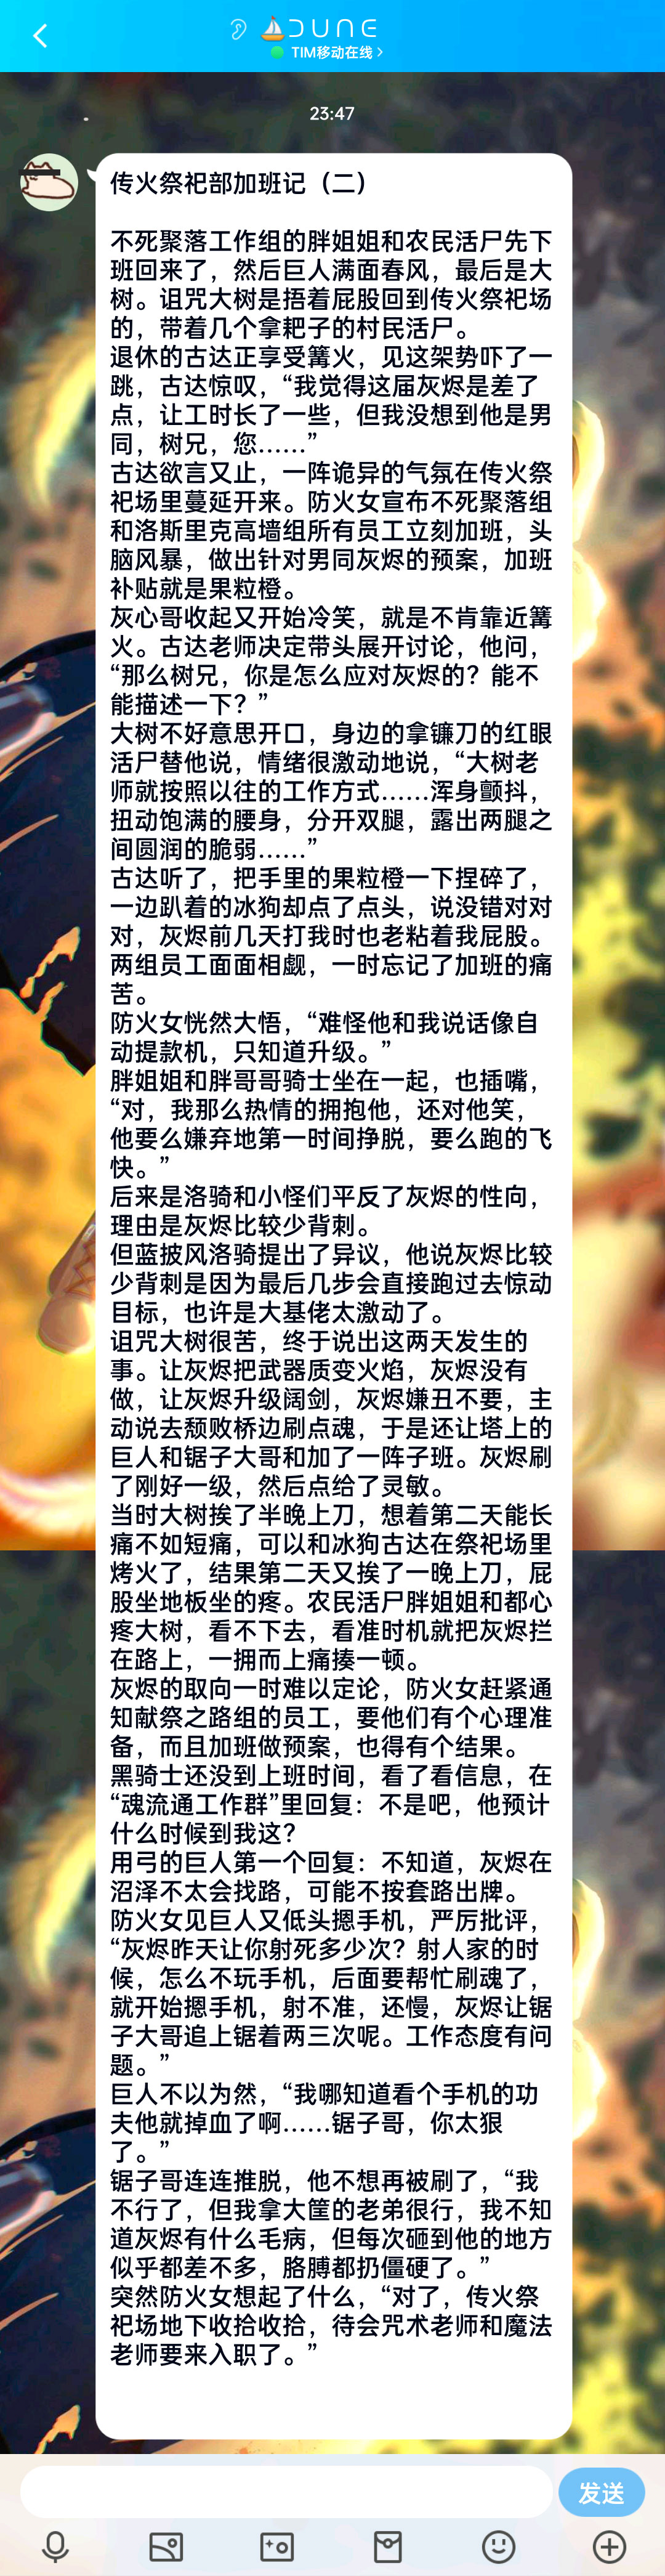 DUNE
TIM移动在线
23:47
传火祭祀部加班记（二）
不死聚落工作组的胖姐姐和农民活尸先下
班回来了，然后巨人满面春风，最后是大
树。诅咒大树是捂着屁股回到传火祭祀场
的，带着几个拿耙子的村民活尸。
退休的古达正享受篝火，见这架势吓了一
跳，古达惊叹，“我觉得这届灰烬是差了
点，让工时长了一些，但我没想到他是男
同，树兄，您……”
古达欲言又止，一阵诡异的气氛在传火祭
祀场里蔓延开来。防火女宣布不死聚落组
和洛斯里克高墙组所有员工立刻加班，头
脑风暴，做出针对男同灰烬的预案，加班
补贴就是果粒橙。
灰心哥收起又开始冷笑，就是不肯靠近篝
火。古达老师决定带头展开讨论，他问，
“那么树兄，你是怎么应对灰烬的？能不
能描述一下？”
大树不好意思开口，身边的拿镰刀的红眼
活尸替他说，情绪很激动地说，“大树老
师就按照以往的工作方式……浑身颤抖，
扭动饱满的腰身，分开双腿，露出两腿之
间圆润的脆弱……”
古达听了，把手里的果粒橙一下捏碎了，
一边趴着的冰狗却点了点头，说没错对对
对，灰烬前几天打我时也老粘着我屁股。
两组员工面面相觑，一时忘记了加班的痛
苦。
防火女恍然大悟，“难怪他和我说话像自
动提款机，只知道升级。”
胖姐姐和胖哥哥骑士坐在一起，也插嘴，
“对，我那么热情的拥抱他，还对他笑，
他要么嫌弃地第一时间挣脱，要么跑的飞
快。”
后来是洛骑和小怪们平反了灰烬的性向，
理由是灰烬比较少背刺。
但蓝披风洛骑提出了异议，他说灰烬比较
少背刺是因为最后几步会直接跑过去惊动
目标，也许是大基佬太激动了。
诅咒大树很苦，终于说出这两天发生的
事。让灰烬把武器质变火焰，灰烬没有
做，让灰烬升级阔剑，灰烬嫌丑不要，主
动说去颓败桥边刷点魂，于是还让塔上的
巨人和锯子大哥和加了一阵子班。灰烬刷
了刚好一级，然后点给了灵敏。
当时大树挨了半晚上刀，想着第二天能长
痛不如短痛，可以和冰狗古达在祭祀场里
烤火了，结果第二天又挨了一晚上刀，屁
股坐地板坐的疼。农民活尸胖姐姐和都心
疼大树，看不下去，看准时机就把灰烬拦
在路上，一拥而上痛揍一顿。
灰烬的取向一时难以定论，防火女赶紧通
知献祭之路组的员工，要他们有个心理准
备，而且加班做预案，也得有个结果。
黑骑士还没到上班时间，看了看信息，在
“魂流通工作群”里回复：不是吧，他预计
什么时候到我这？
用弓的巨人第一个回复：不知道，灰烬在
沼泽不太会找路，可能不按套路出牌。
防火女见巨人又低头摁手机，严厉批评，
“灰烬昨天让你射死多少次？射人家的时
候，怎么不玩手机，后面要帮忙刷魂了，
就开始摁手机，射不准，还慢，灰烬让锯
子大哥追上锯着两三次呢。工作态度有问
题。”
巨人不以为然，“我哪知道看个手机的功
夫他就掉血了啊……锯子哥，你太狠
了。”
锯子哥连连推脱，他不想再被刷了，“我
不行了，但我拿大筐的老弟很行，我不知
道灰烬有什么毛病，但每次砸到他的地方
似乎都差不多，胳膊都扔僵硬了。”
突然防火女想起了什么，“对了，传火祭
祀场地下收拾收拾，待会咒术老师和魔法
老师要来入职了。”
发送